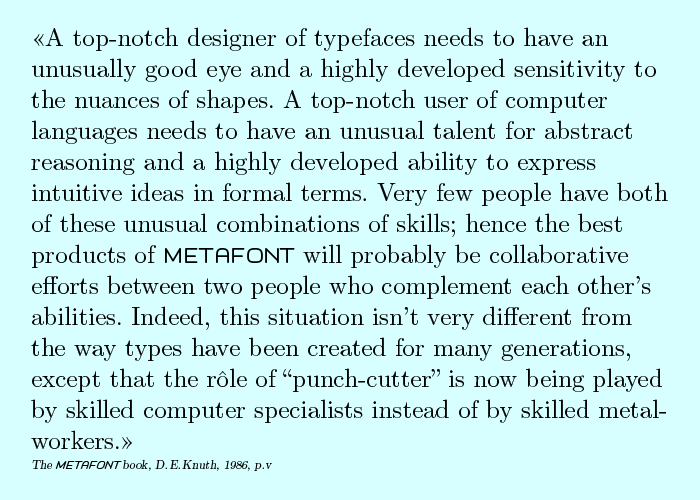 «A top-notch designer of typefaces needs to have an
unusually good eye and a highly developed sensitivity to
the nuances of shapes. A top-notch user of computer
languages needs to have an unusual talent for abstract
reasoning and a highly developed ability to express
intuitive ideas in formal terms. Very few people have both
of these unusual combinations of skills; hence the best
products of METAFONT will probably be collaborative
efforts between two people who complement each other's
abilities. Indeed, this situation isn't very different from
the way types have been created for many generations,
except that the rôle of “punch-cutter” is now being played
by skilled computer specialists instead of by skilled metal-
workers.»
The METAFONT book, D.E.Knuth, 1986, p.v